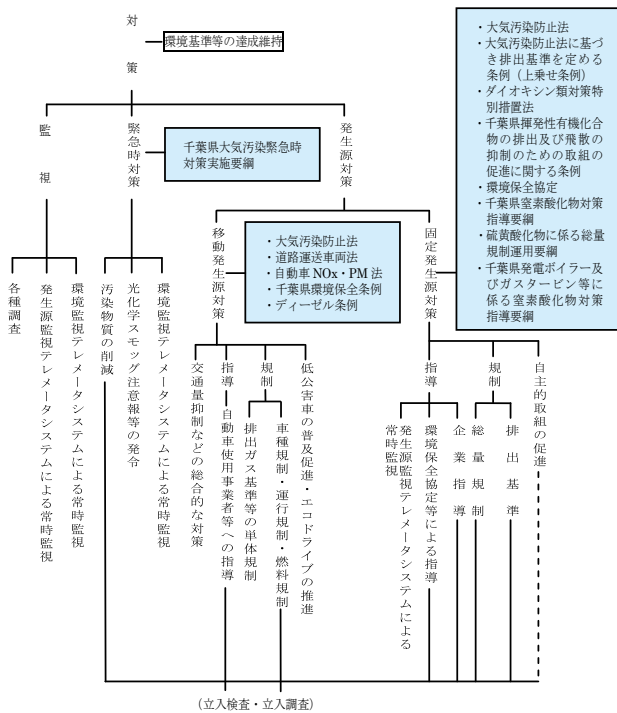 対策
環境基準等の達成維持
監視
緊急時対策
千葉県大気汚染緊急時
対策実施要綱
発生源対策
・大気汚染防止法
・大気汚染防止法に基づ
き排出基準を定める
条例（上乗せ条例）
・ダイオキシン類対策特
別措置法
・千葉県揮発性有機化合
物の排出及び飛散の
抑制のための取組の
促進に関する条例
・環境保全協定
・千葉県窒素酸化物対策
指導要綱
・硫黄酸化物に係る総量
規制運用要綱
・千葉県発電ボイラー及
びガスタービン等に
係る窒素酸化物対策
指導要綱
移動発生源対策
・大気汚染防止法
・道路運送車両法
・自動車 NOx・PM 法
・千葉県環境保全条例
・ディーゼル条例
固定発生源対策
各種調査
発生源監視テレメータシステムによる常時監視
環境監視テレメータシステムによる常時監視
汚染物質の削減
光化学スモッグ注意報等の発令
環境監視テレメータシステムによる常時監視
交通量抑制などの総合的な対策
指導
自動車使用事業者等への指導
規制
排出ガス基準等の単体規制
車種規制・運行規制・燃料規制
低公害車の普及促進・エコドライブの推進
指導
発生源監視テレメータシステムによる
常時監視
環境保全協定等による指導
企業指導
規制
総量規制
排出基準
自主的取組の促進
（立入検査・立入調査）